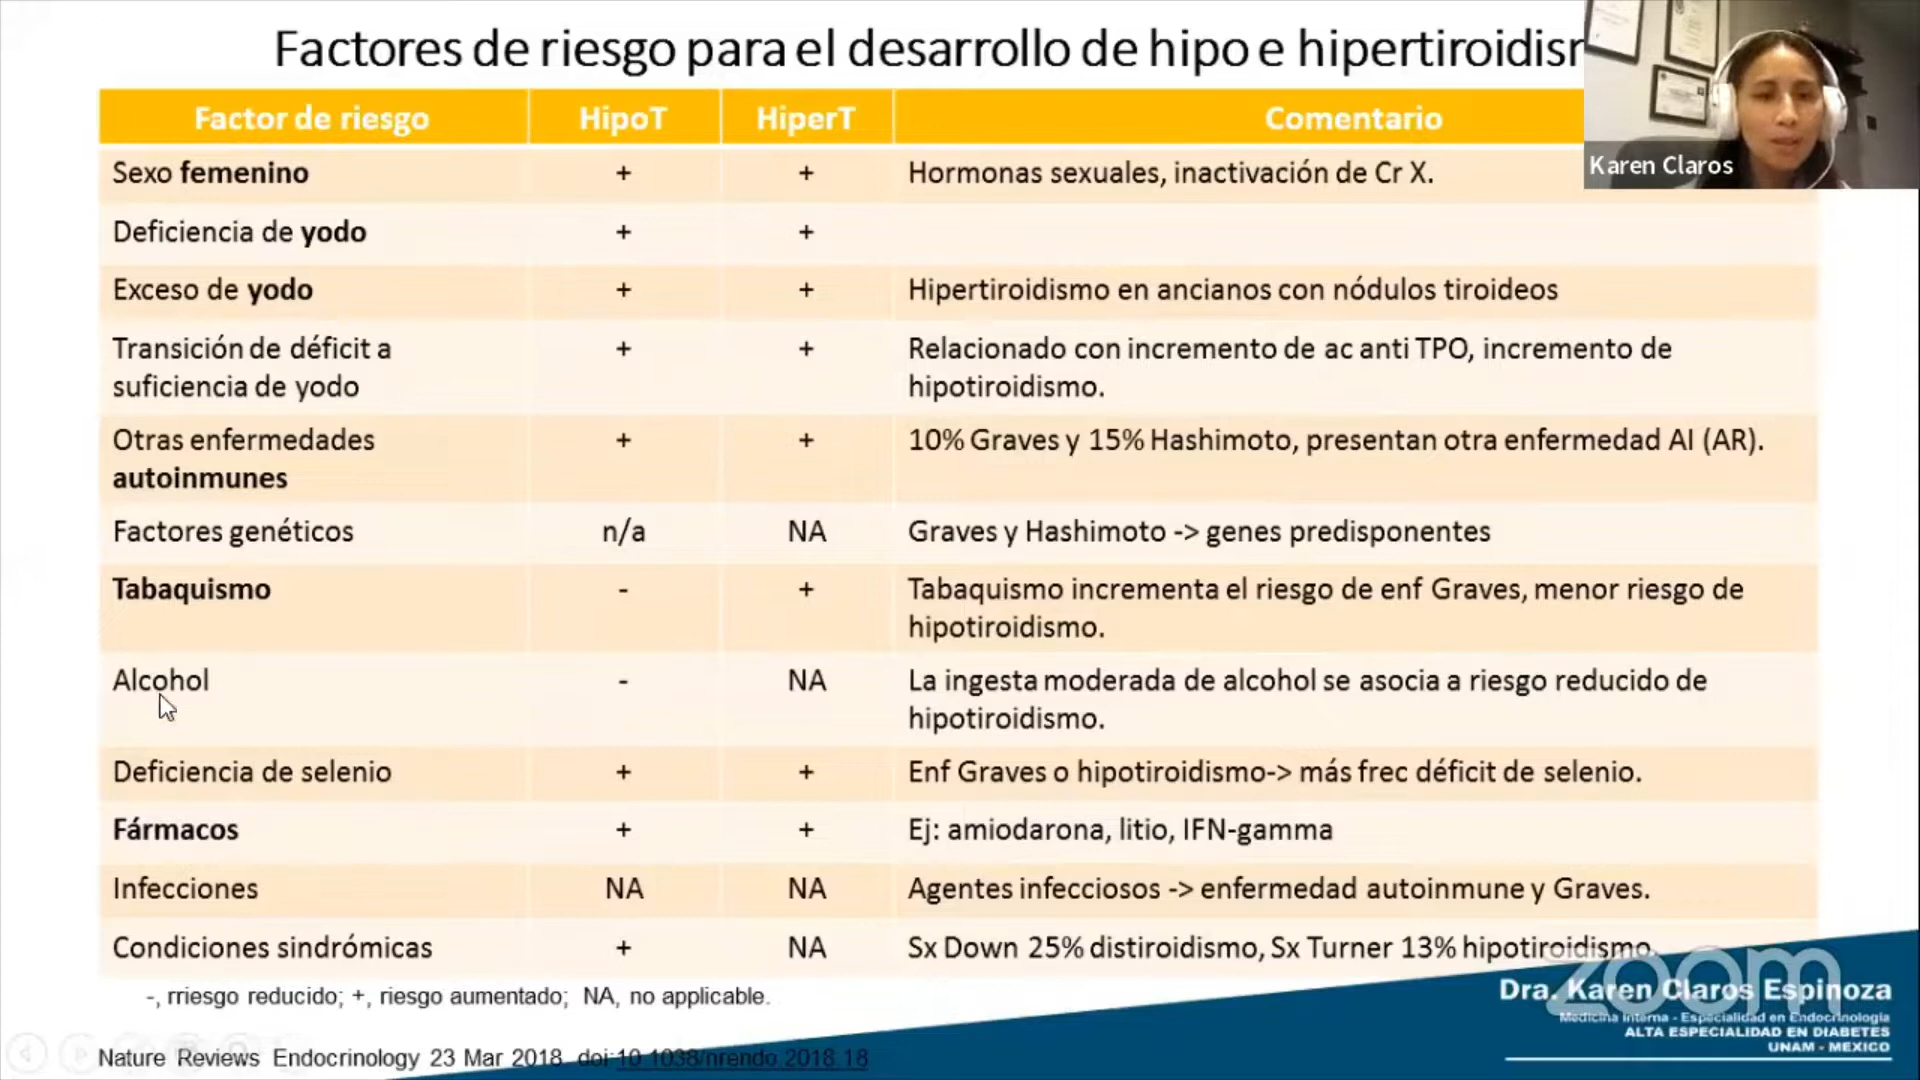 Factores de riesgo para el desarrollo de hipo e hipertiroidis
Karen Claros
Factor de riesgo HipoT HiperT Comentario
Sexo femenino + + Hormonas sexuales, inactivación de Cr X.
Deficiencia de yodo + +
Exceso de yodo + + Hipertiroidismo en ancianos con nódulos tiroideos
Transición de déficit a + + Relacionado con incremento de ac anti TPO, incremento de
suficiencia de yodo hipotiroidismo.
Otras enfermedades + + 10% Graves y 15% Hashimoto, presentan otra enfermedad AI (AR).
autoinmunes
Factores genéticos n/a NA Graves y Hashimoto -> genes predisponentes
Tabaquismo - + Tabaquismo incrementa el riesgo de enf Graves, menor riesgo de
hipotiroidismo.
Alcohol - NA La ingesta moderada de alcohol se asocia a riesgo reducido de
hipotiroidismo.
Deficiencia de selenio + + Enf Graves o hipotiroidismo-> más frec déficit de selenio.
Fármacos + + Ej: amiodarona, litio, IFN-gamma
Infecciones NA NA Agentes infecciosos -> enfermedad autoinmune y Graves.
Condiciones sindrómicas + NA Sx Down 25% distiroidismo, Sx Turner 13% hipotiroidismo.
-, rriesgo reducido; +, riesgo aumentado; NA, no applicable.
zoom
Dra. Karen Claros Espinoza
Medicina Interna - Especialidad en Endocrinología
ALTA ESPECIALIDAD EN DIABETES
UNAM - MEXICO
Nature Reviews Endocrinology 23 Mar 2018 doi:10.1038/nrendo.2018.18